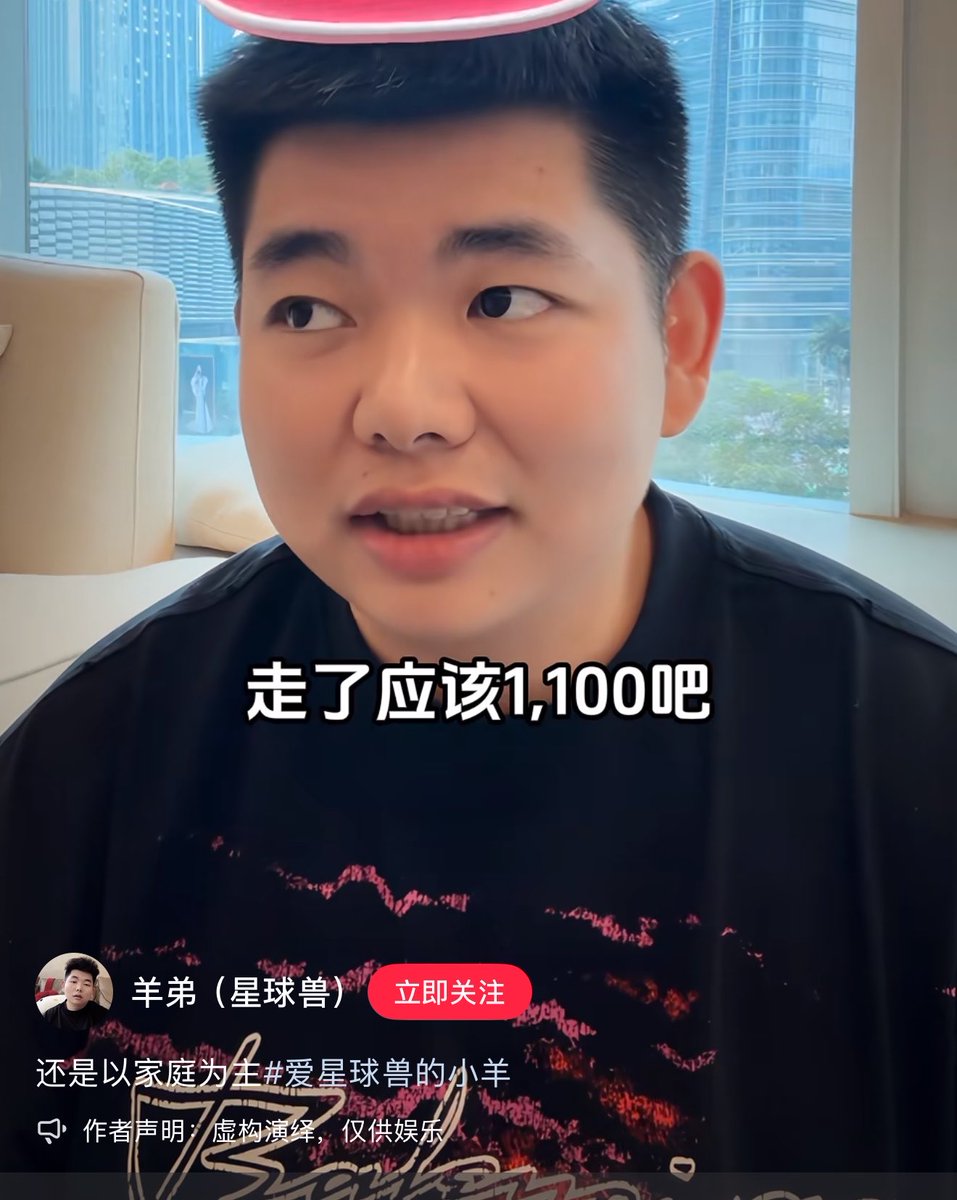 走了应该1,100吧
羊弟（星球兽）
立即关注
还是以家庭为主#爱星球兽的小羊
作者声明：虚构演绎，仅供娱乐